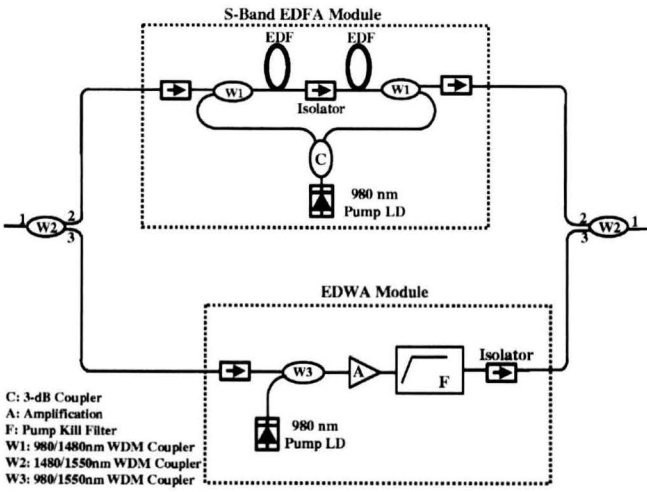 S-Band EDFA Module
EDF EDF
W1 W1
Isolator
C
980 nm
Pump LD
1 W2 2
3
2 W2 1
3
EDWA Module
Isolator
W3 A F
980 nm
Pump LD
C: 3-dB Coupler
A: Amplification
F: Pump Kill Filter
W1: 980/1480nm WDM Coupler
W2: 1480/1550nm WDM Coupler
W3: 980/1550nm WDM Coupler